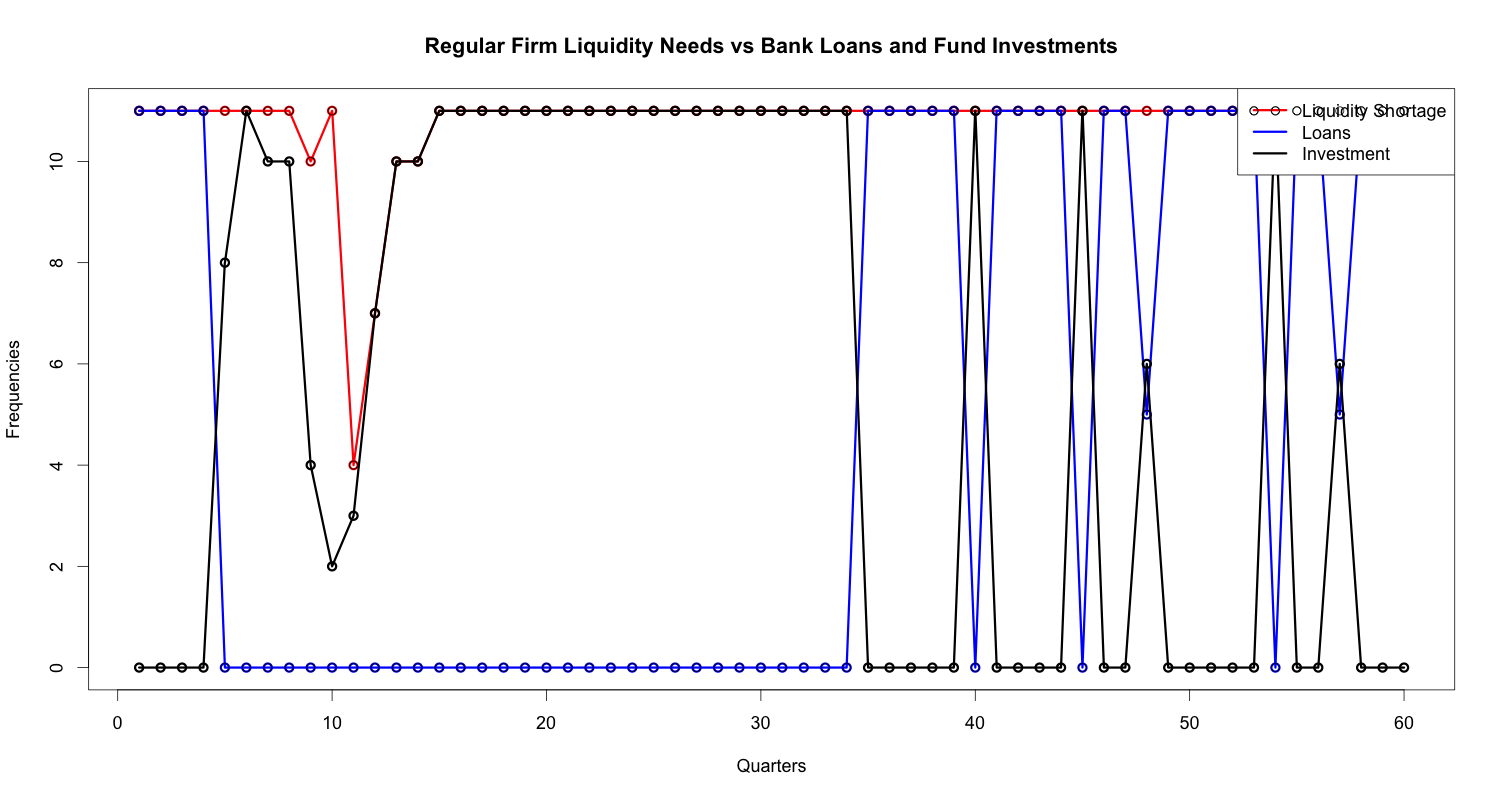 Regular Firm Liquidity Needs vs Bank Loans and Fund Investments
Liquidity Shortage
Loans
Investment
Frequencies
10
8
6
4
2
0
0 10 20 30 40 50 60
Quarters